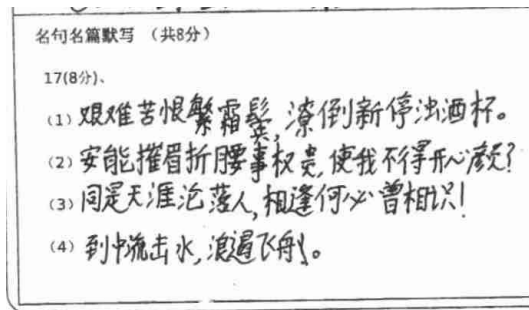 名句名篇默写 （共8分）
17(8分)、
(1) 艰难苦恨繁霜鬓,潦倒新停浊酒杯。
(2) 安能摧眉折腰事权贵,使我不得开心颜?
(3) 同是天涯沦落人,相逢何必曾相识!
(4) 到中流击水,浪遏飞舟。